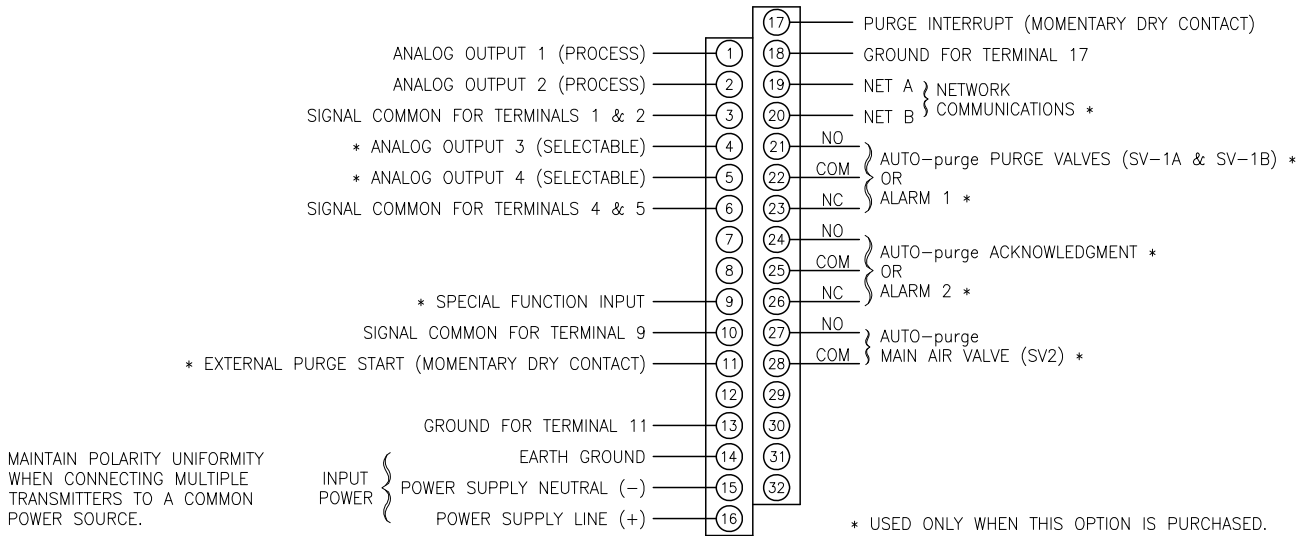 ANALOG OUTPUT 1 (PROCESS) 1
ANALOG OUTPUT 2 (PROCESS) 2
SIGNAL COMMON FOR TERMINALS 1 & 2 3
* ANALOG OUTPUT 3 (SELECTABLE) 4
* ANALOG OUTPUT 4 (SELECTABLE) 5
SIGNAL COMMON FOR TERMINALS 4 & 5 6
7
8
* SPECIAL FUNCTION INPUT 9
SIGNAL COMMON FOR TERMINAL 9 10
* EXTERNAL PURGE START (MOMENTARY DRY CONTACT) 11
12
GROUND FOR TERMINAL 11 13
EARTH GROUND 14
POWER SUPPLY NEUTRAL (-) 15
POWER SUPPLY LINE (+) 16
INPUT
POWER
MAINTAIN POLARITY UNIFORMITY
WHEN CONNECTING MULTIPLE
TRANSMITTERS TO A COMMON
POWER SOURCE.
17 PURGE INTERRUPT (MOMENTARY DRY CONTACT)
18 GROUND FOR TERMINAL 17
19 NET A
20 NET B
NETWORK
COMMUNICATIONS *
21 NO
22 COM
23 NC
AUTO-purge PURGE VALVES (SV-1A & SV-1B) *
OR
ALARM 1 *
24 NO
25 COM
26 NC
AUTO-purge ACKNOWLEDGMENT *
OR
ALARM 2 *
27 NO
28 COM
AUTO-purge
MAIN AIR VALVE (SV2) *
29
30
31
32
* USED ONLY WHEN THIS OPTION IS PURCHASED.